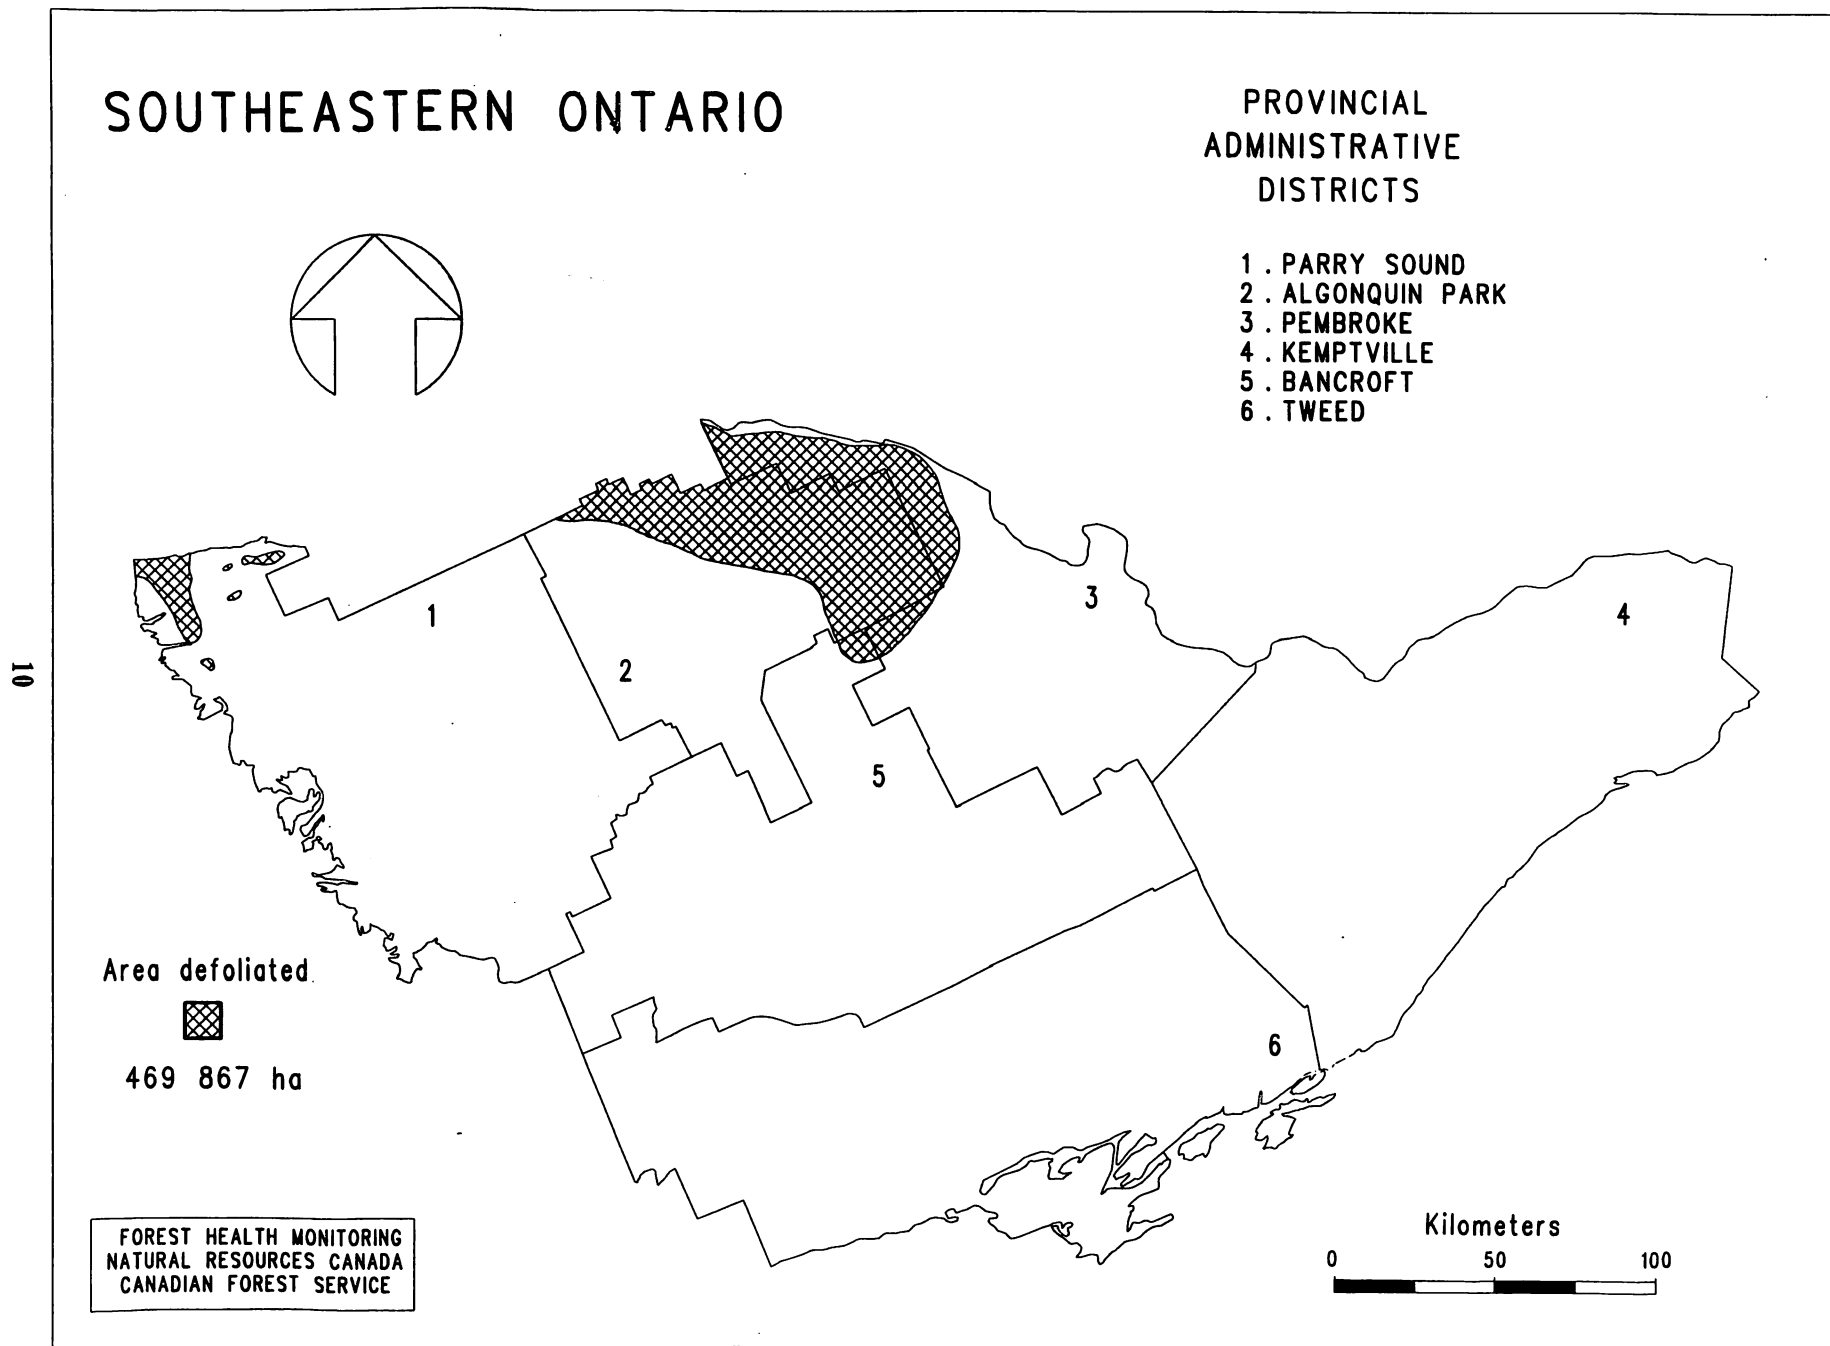 SOUTHEASTERN ONTARIO
PROVINCIAL
ADMINISTRATIVE
DISTRICTS
1. PARRY SOUND
2. ALGONQUIN PARK
3. PEMBROKE
4. KEMPTVILLE
5. BANCROFT
6. TWEED
1
2
3
4
5
6
10
Area defoliated
469 867 ha
FOREST HEALTH MONITORING
NATURAL RESOURCES CANADA
CANADIAN FOREST SERVICE
Kilometers
0 50 100